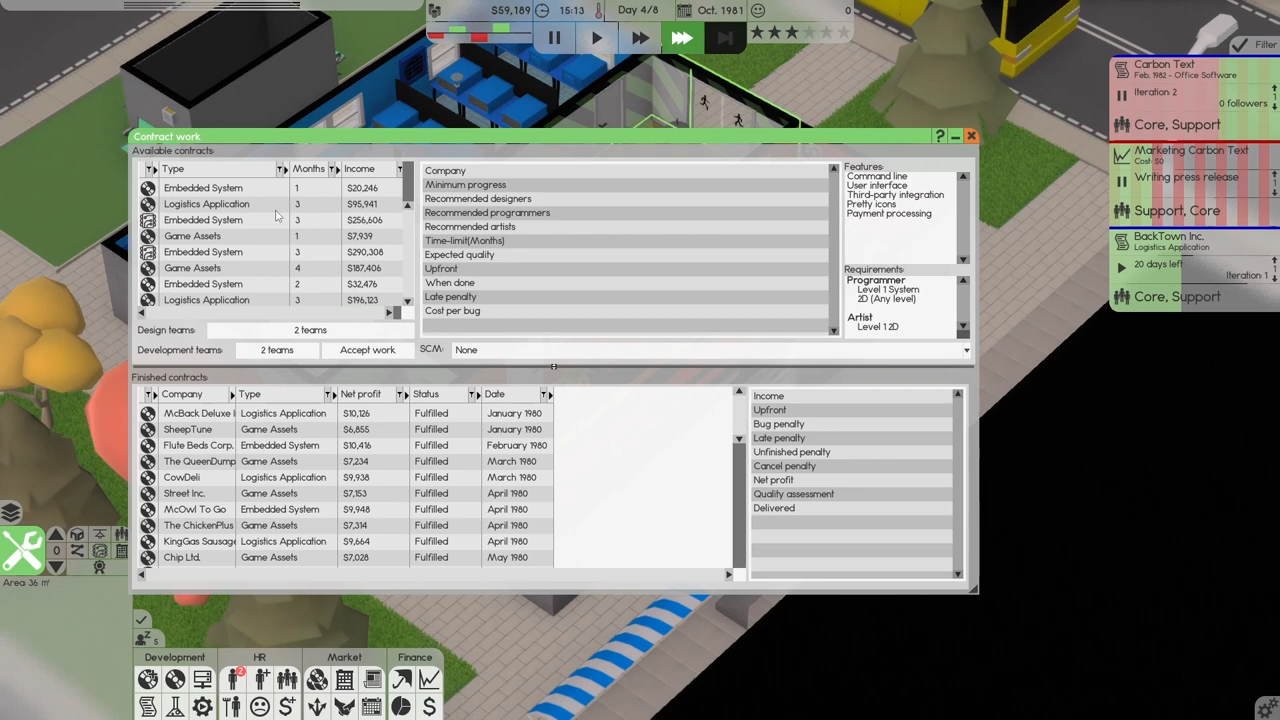 $59,189
15:13
Day 4/8
Oct. 1981
0
Filter
Carbon Text
Feb. 1982 - Office Software
Iteration 2
1
0 followers
Core, Support
Marketing Carbon Text
Cost: $0
Writing press release
1
Support, Core
BackTown Inc.
Logistics Application
20 days left
Iteration 1
1
Core, Support
Contract work
?
Available contracts:
Type Months Income
Embedded System 1 $20,246
Logistics Application 3 $95,941
Embedded System 3 $256,606
Game Assets 1 $7,939
Embedded System 3 $290,308
Game Assets 4 $187,406
Embedded System 2 $32,476
Logistics Application 3 $196,123
Company
Minimum progress
Recommended designers
Recommended programmers
Recommended artists
Time-limit(Months)
Expected quality
Upfront
When done
Late penalty
Cost per bug
Features:
Command line
User interface
Third-party integration
Pretty icons
Payment processing
Requirements:
Programmer
Level 1 System
2D (Any level)
Artist
Level 1 2D
Design teams: 2 teams
Development teams: 2 teams Accept work SCM: None
Finished contracts:
Company Type Net profit Status Date
McBack Deluxe I Logistics Application $10,126 Fulfilled January 1980
SheepTune Game Assets $6,855 Fulfilled January 1980
Flute Beds Corp. Embedded System $10,416 Fulfilled February 1980
The QueenDump Game Assets $7,234 Fulfilled March 1980
CowDeli Logistics Application $9,938 Fulfilled March 1980
Street Inc. Game Assets $7,153 Fulfilled April 1980
McOwl To Go Embedded System $9,948 Fulfilled April 1980
The ChickenPlus Game Assets $7,314 Fulfilled April 1980
KingGas Sausage Logistics Application $9,664 Fulfilled April 1980
Chip Ltd. Game Assets $7,028 Fulfilled May 1980
Income
Upfront
Bug penalty
Late penalty
Unfinished penalty
Cancel penalty
Net profit
Quality assessment
Delivered
0
Area: 36 m²
5
Development HR Market Finance
2